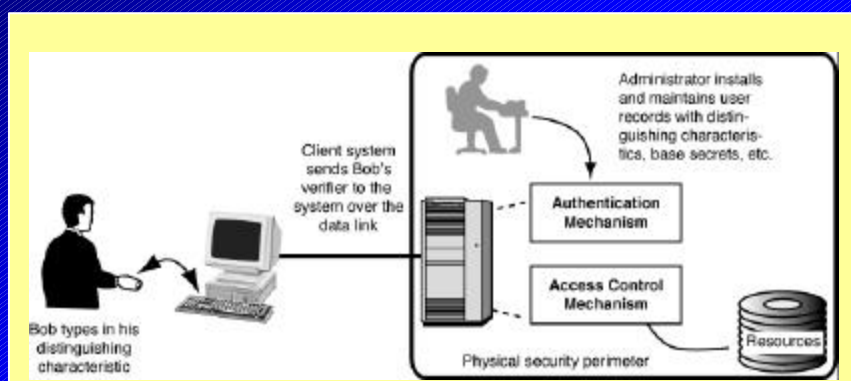 Administrator installs
and maintains user
records with distin-
guishing characteris-
tics, base secrets, etc.
Client system
sends Bob's
verifier to the
system over the
data link
Authentication
Mechanism
Access Control
Mechanism
Resources
Physical security perimeter
Bob types in his
distinguishing
characteristic